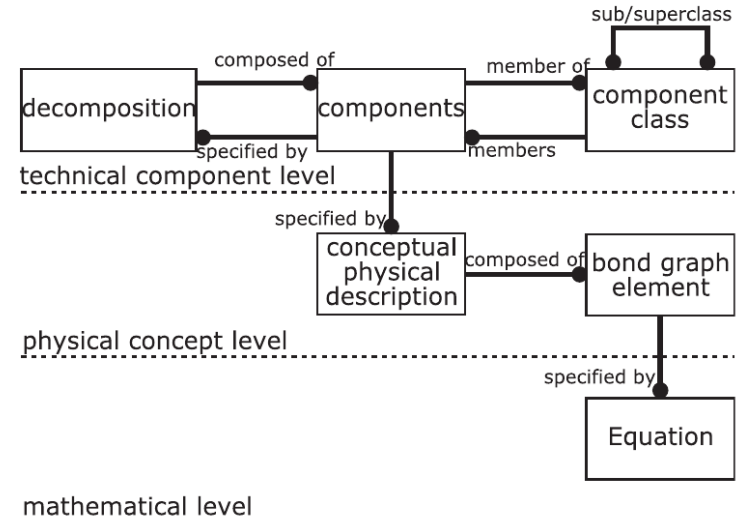 sub/superclass
composed of
member of
decomposition
components
component
class
specified by
members
technical component level
specified by
conceptual
physical
description
composed of
bond graph
element
physical concept level
specified by
Equation
mathematical level